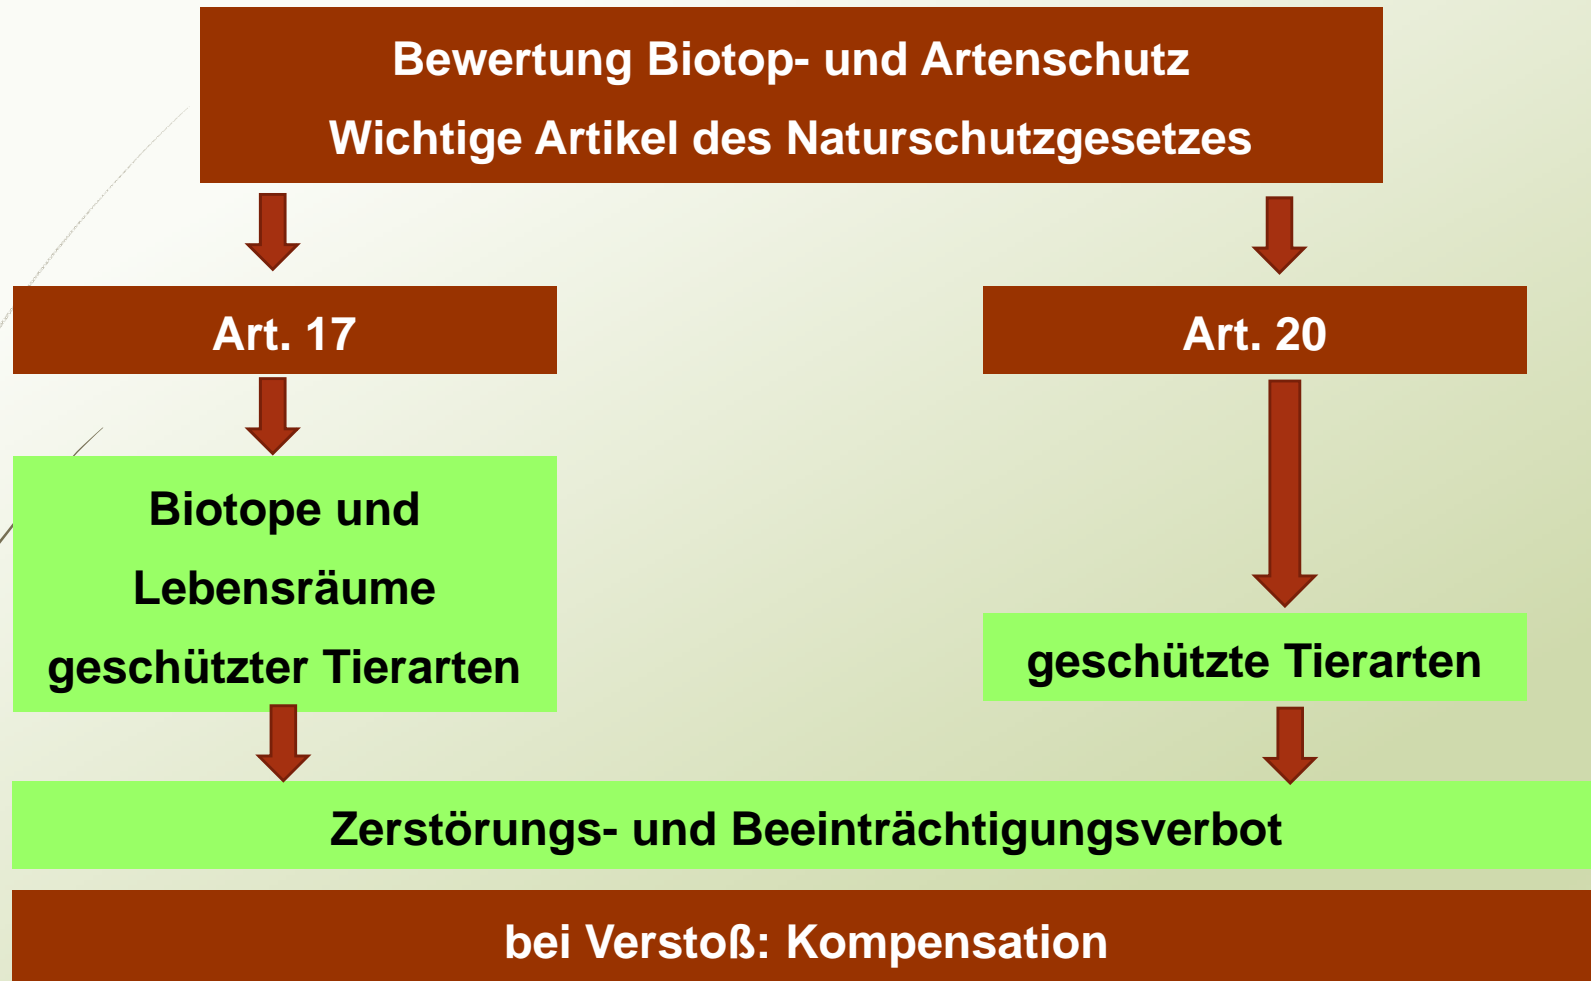 Bewertung Biotop- und Artenschutz
Wichtige Artikel des Naturschutzgesetzes
Art. 17
Art. 20
Biotope und
Lebensräume
geschützter Tierarten
geschützte Tierarten
Zerstörungs- und Beeinträchtigungsverbot
bei Verstoß: Kompensation